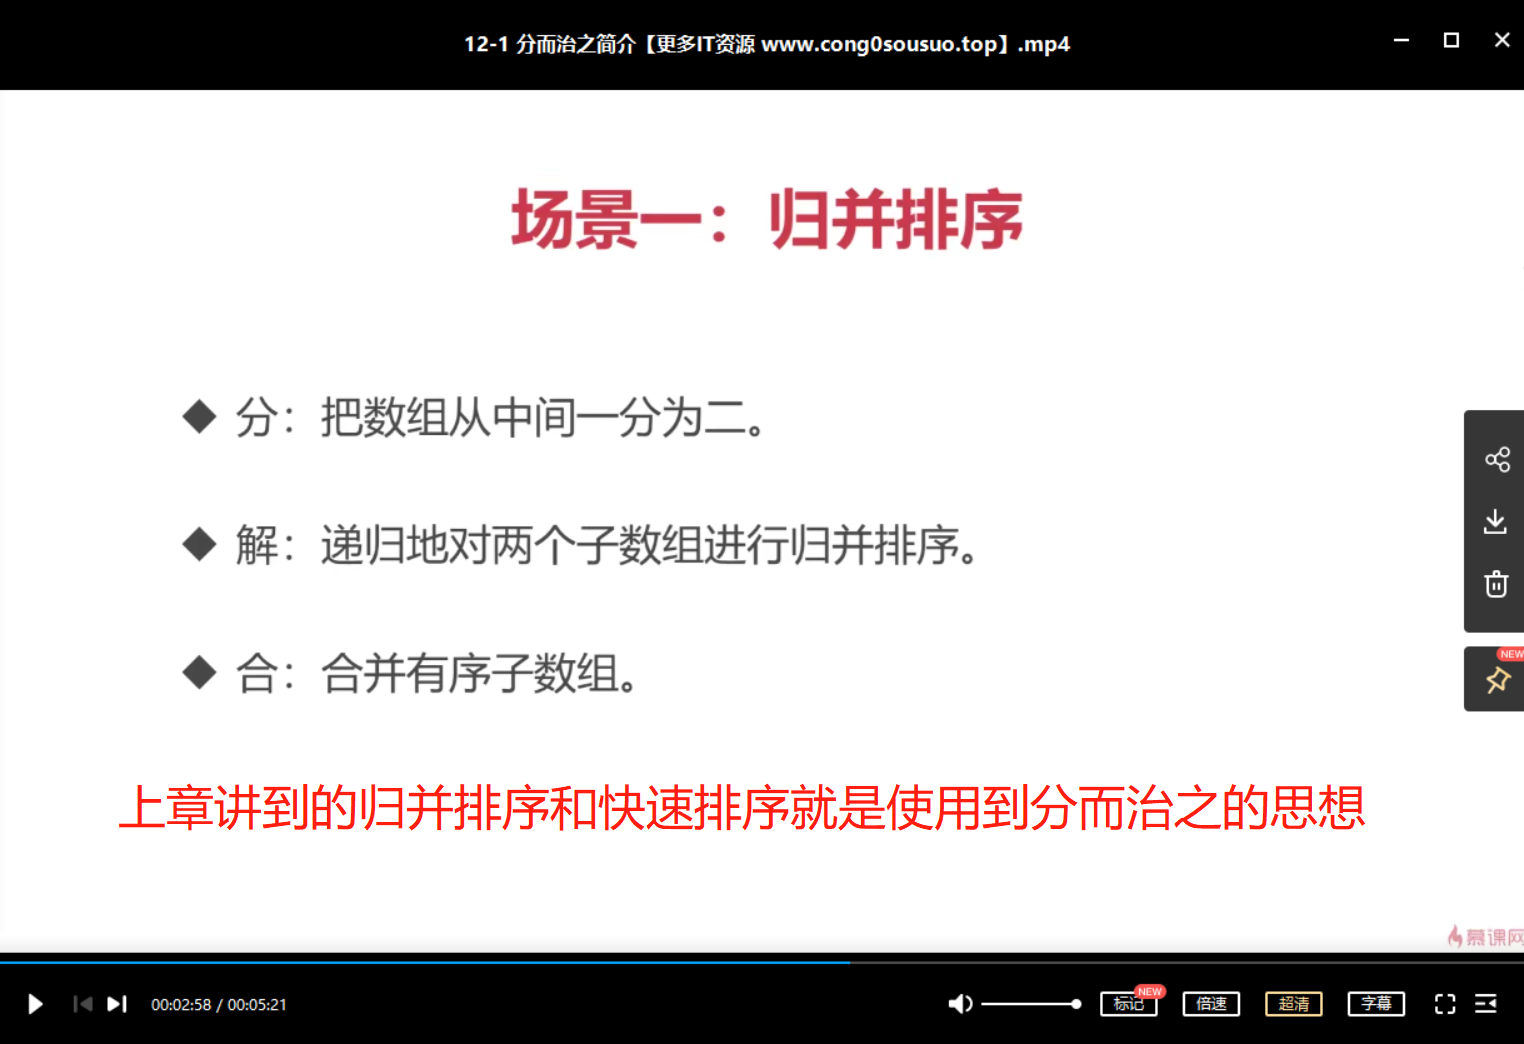 12-1 分而治之简介【更多IT资源 www.cong0sousuo.top】.mp4
场景一：归并排序
◆ 分：把数组从中间一分为二。
◆ 解：递归地对两个子数组进行归并排序。
◆ 合：合并有序子数组。
NEW
上章讲到的归并排序和快速排序就是使用到分而治之的思想
慕课网
00:02:58 / 00:05:21
标记
NEW
倍速
超清
字幕